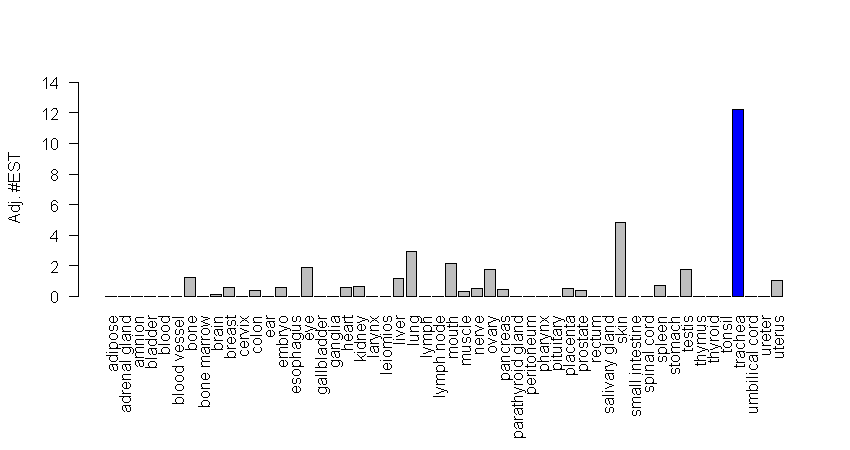 Adj. #EST
14
12
10
8
6
4
2
0
adipose
adrenal gland
amnion
bladder
blood
blood vessel
bone
bone marrow
brain
breast
cervix
colon
ear
embryo
esophagus
eye
gallbladder
ganglia
heart
kidney
larynx
leiomios
liver
lung
lymph
lymph node
mouth
muscle
nerve
ovary
pancreas
parathyroid gland
peritoneum
pharynx
pituitary
placenta
prostate
rectum
salivary gland
skin
small intestine
spinal cord
spleen
stomach
testis
thymus
thyroid
tonsil
trachea
umbilical cord
ureter
uterus